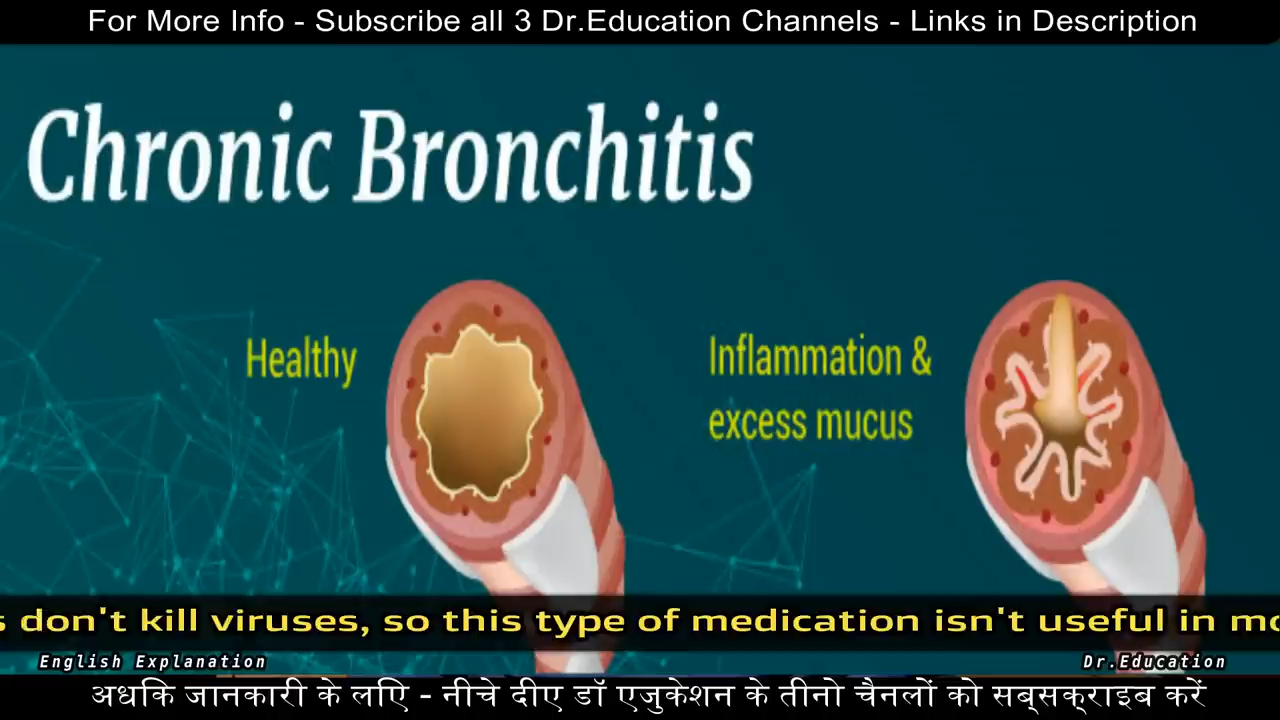 For More Info - Subscribe all 3 Dr.Education Channels - Links in Description
Chronic Bronchitis
Healthy
Inflammation &
excess mucus
s don't kill viruses, so this type of medication isn't useful in mo
English Explanation
Dr.Education
अधकि जानकारी के लएि - नीचे दीए डॉ एजुकेशन के तीनो चैनलों को सब्सक्राइब करें